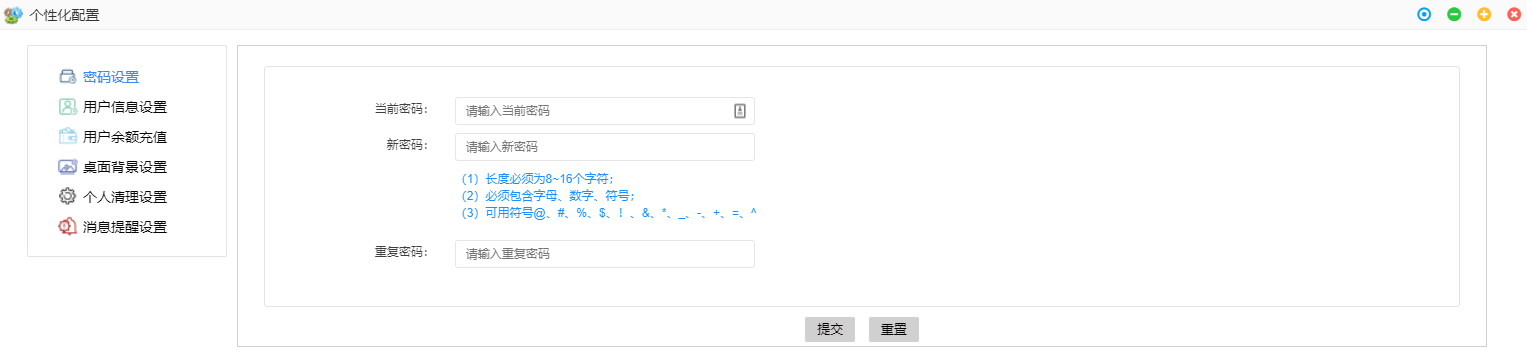 个性化配置
密码设置
用户信息设置
用户余额充值
桌面背景设置
个人清理设置
消息提醒设置
当前密码：
请输入当前密码
新密码：
请输入新密码
（1）长度必须为8~16个字符；
（2）必须包含字母、数字、符号；
（3）可用符号@、#、%、$、！、&、*、_、-、+、=、^
重复密码：
请输入重复密码
提交
重置